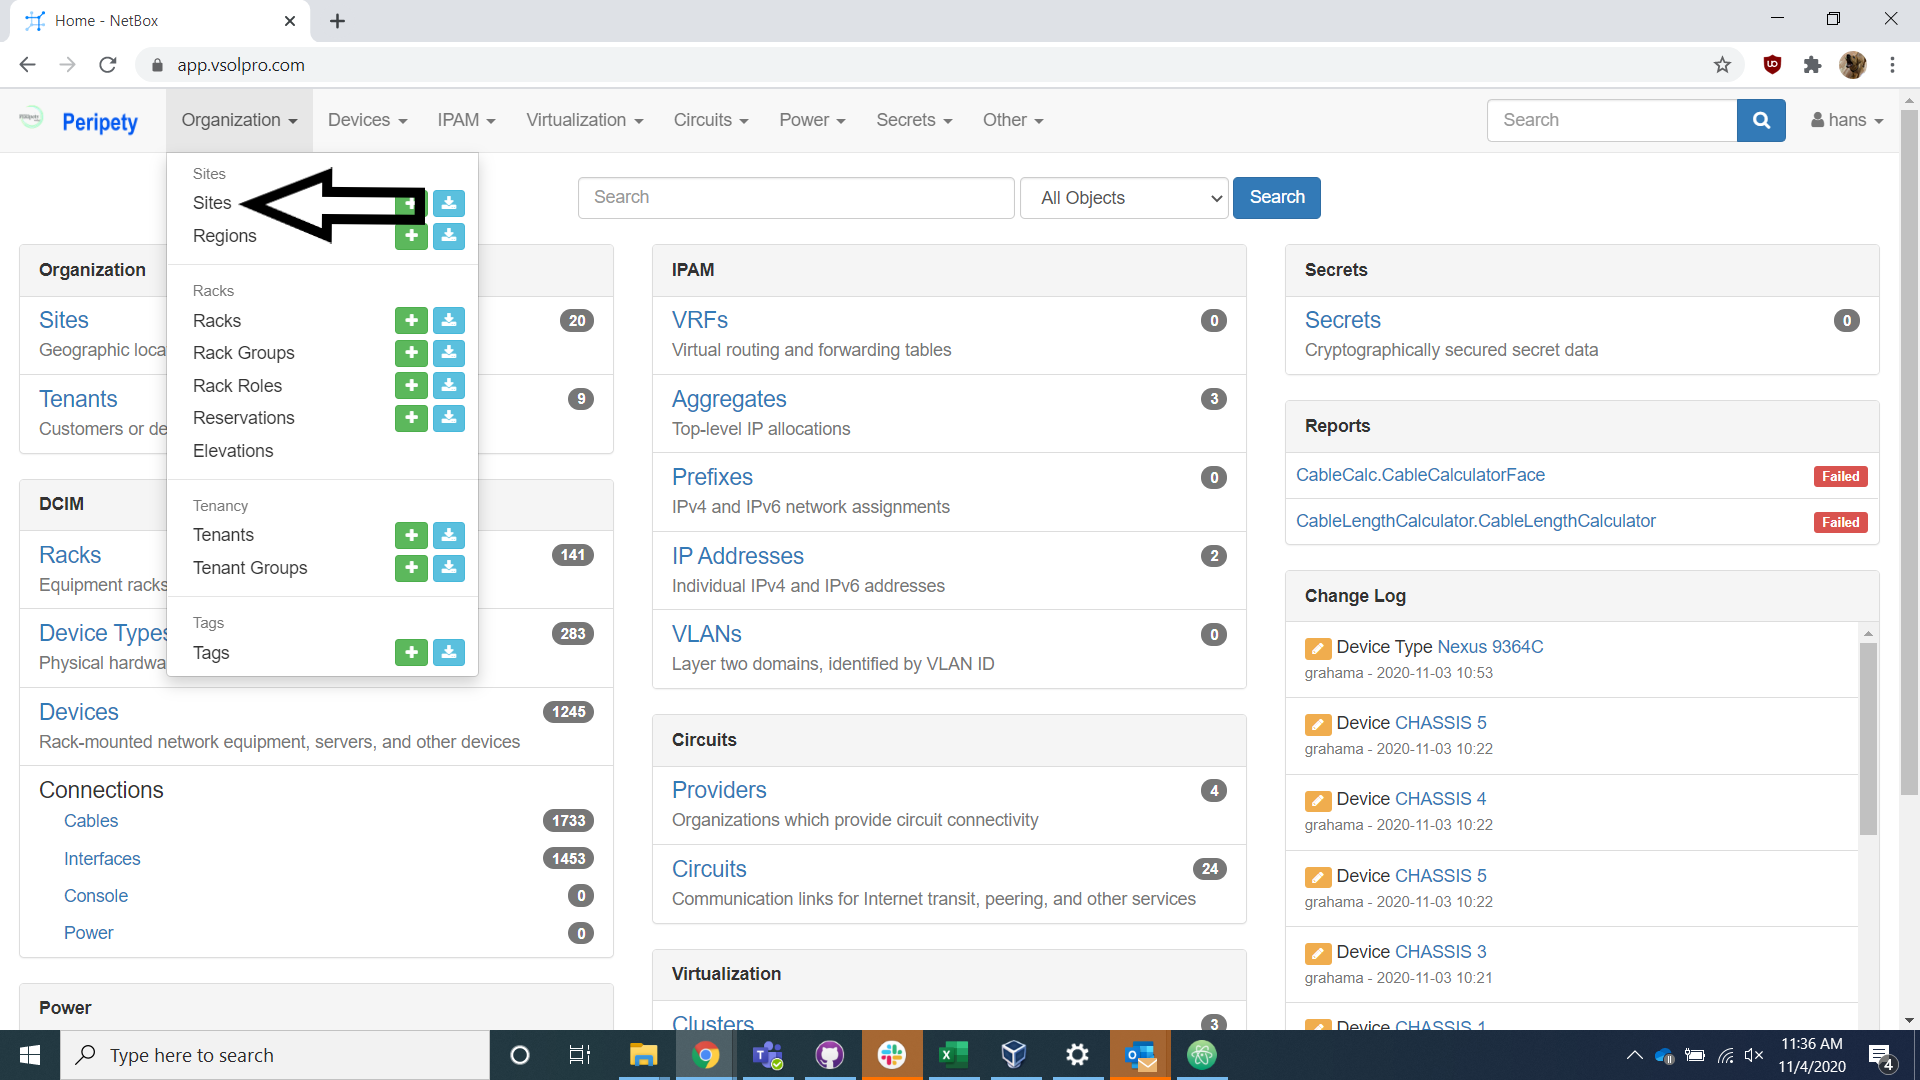 Home - NetBox
app.vsolpro.com
Peripety
Organization
Devices
IPAM
Virtualization
Circuits
Power
Secrets
Other
Search
hans
Sites
Sites
Regions
Racks
Racks
Rack Groups
Rack Roles
Reservations
Elevations
Tenancy
Tenants
Tenant Groups
Tags
Tags
Search
All Objects
Search
Organization
Sites 20
Geographic loca
Tenants 9
Customers or de
DCIM
Racks 141
Equipment racks
Device Types 283
Physical hardwa
Devices 1245
Rack-mounted network equipment, servers, and other devices
Connections
Cables 1733
Interfaces 1453
Console 0
Power 0
Power
IPAM
VRFs 0
Virtual routing and forwarding tables
Aggregates 3
Top-level IP allocations
Prefixes 0
IPv4 and IPv6 network assignments
IP Addresses 2
Individual IPv4 and IPv6 addresses
VLANs 0
Layer two domains, identified by VLAN ID
Circuits
Providers 4
Organizations which provide circuit connectivity
Circuits 24
Communication links for Internet transit, peering, and other services
Virtualization
Clusters 3
Secrets
Secrets 0
Cryptographically secured secret data
Reports
CableCalc.CableCalculatorFace Failed
CableLengthCalculator.CableLengthCalculator Failed
Change Log
Device Type Nexus 9364C
grahama - 2020-11-03 10:53
Device CHASSIS 5
grahama - 2020-11-03 10:22
Device CHASSIS 4
grahama - 2020-11-03 10:22
Device CHASSIS 5
grahama - 2020-11-03 10:22
Device CHASSIS 3
grahama - 2020-11-03 10:21
Device CHASSIS 1
Type here to search
11:36 AM
11/4/2020
4